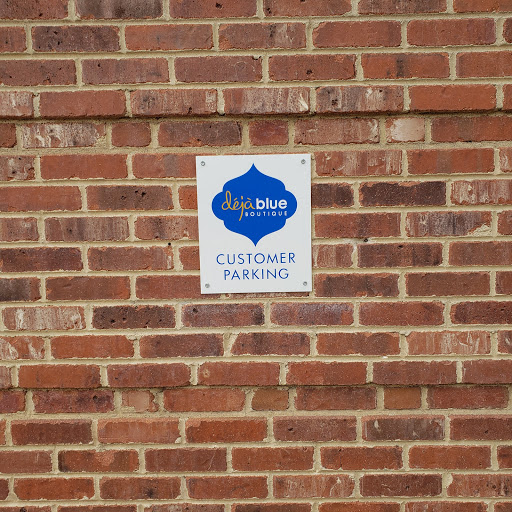 déjà blue
BOUTIQUE
CUSTOMER
PARKING